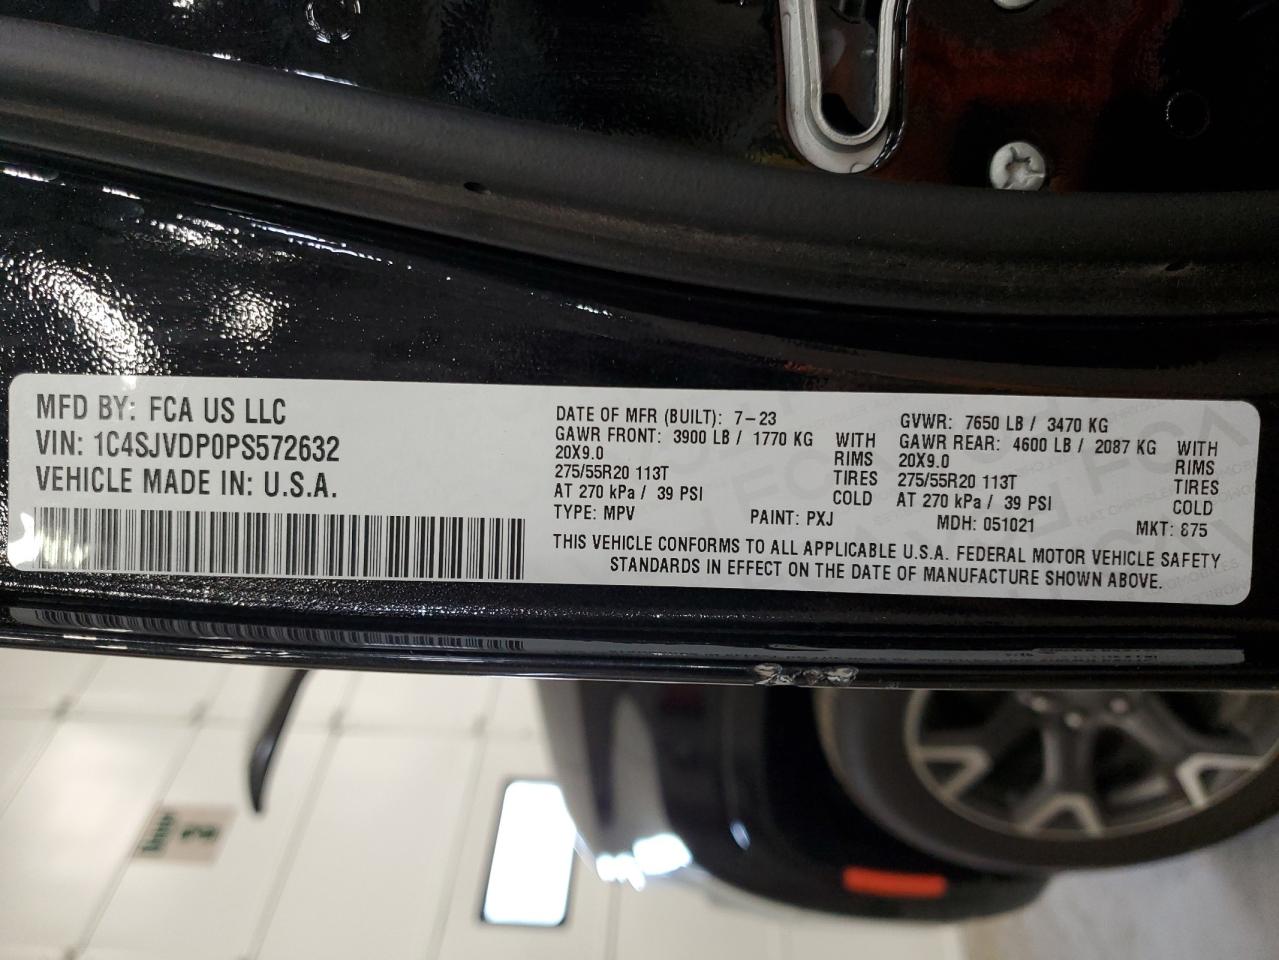 MFD BY: FCA US LLC
VIN: 1C4SJVDP0PS572632
VEHICLE MADE IN: U.S.A.
DATE OF MFR (BUILT): 7-23
GAWR FRONT: 3900 LB / 1770 KG WITH
20X9.0 RIMS
275/55R20 113T TIRES
AT 270 kPa / 39 PSI COLD
GVWR: 7650 LB / 3470 KG
GAWR REAR: 4600 LB / 2087 KG WITH
20X9.0 RIMS
275/55R20 113T TIRES
AT 270 kPa / 39 PSI COLD
TYPE: MPV PAINT: PXJ MDH: 051021 MKT: 875
THIS VEHICLE CONFORMS TO ALL APPLICABLE U.S.A. FEDERAL MOTOR VEHICLE SAFETY
STANDARDS IN EFFECT ON THE DATE OF MANUFACTURE SHOWN ABOVE.